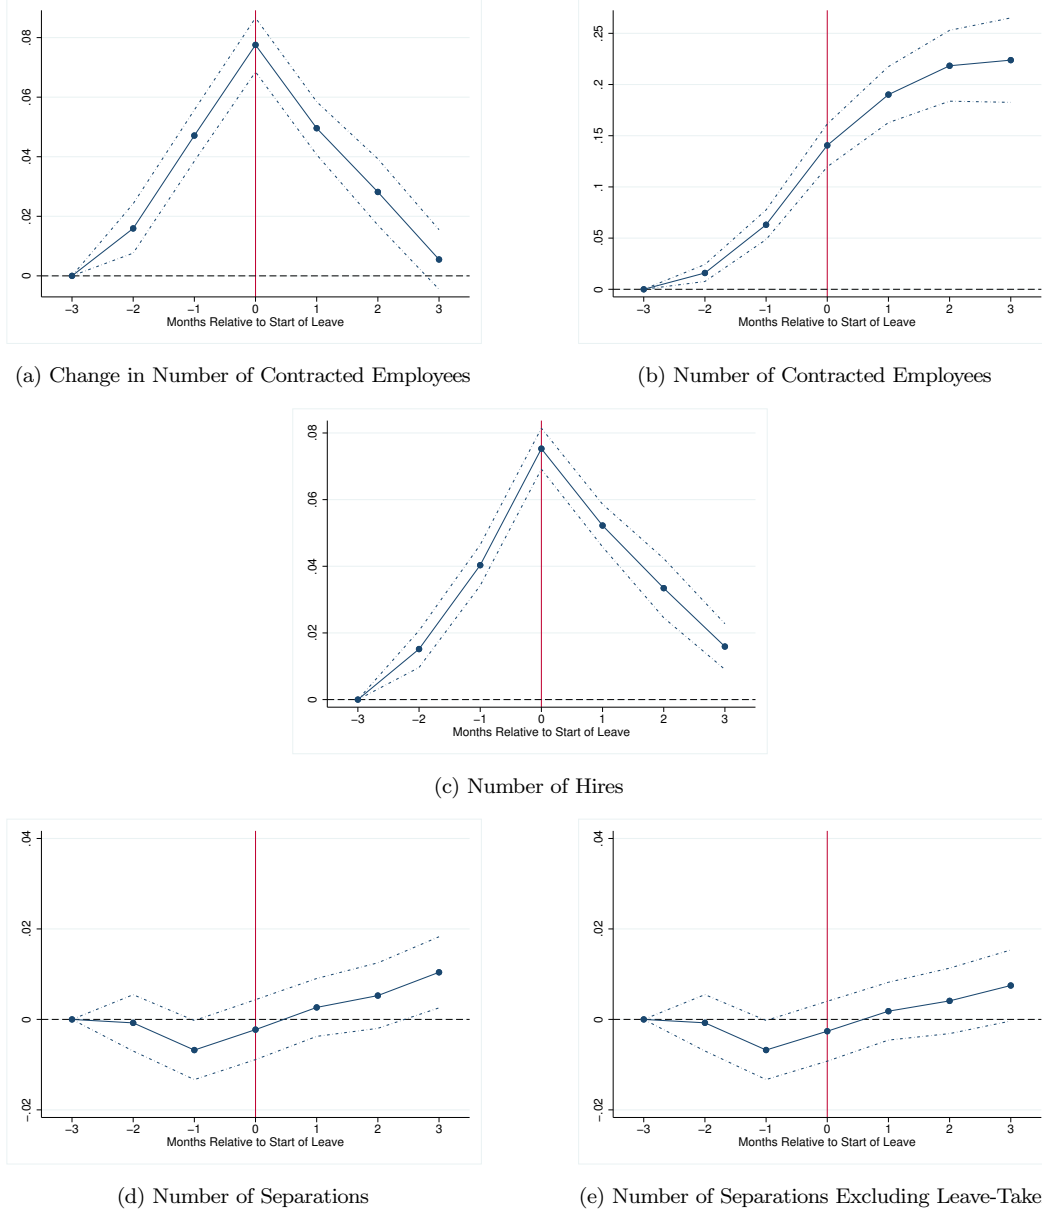 .08
.06
.04
.02
0
−3 −2 −1 0 1 2 3
Months Relative to Start of Leave
(a) Change in Number of Contracted Employees
.25
.2
.15
.1
.05
0
−3 −2 −1 0 1 2 3
Months Relative to Start of Leave
(b) Number of Contracted Employees
.08
.06
.04
.02
0
−3 −2 −1 0 1 2 3
Months Relative to Start of Leave
(c) Number of Hires
.04
.02
0
−.02
−3 −2 −1 0 1 2 3
Months Relative to Start of Leave
(d) Number of Separations
.04
.02
0
−.02
−3 −2 −1 0 1 2 3
Months Relative to Start of Leave
(e) Number of Separations Excluding Leave-Take